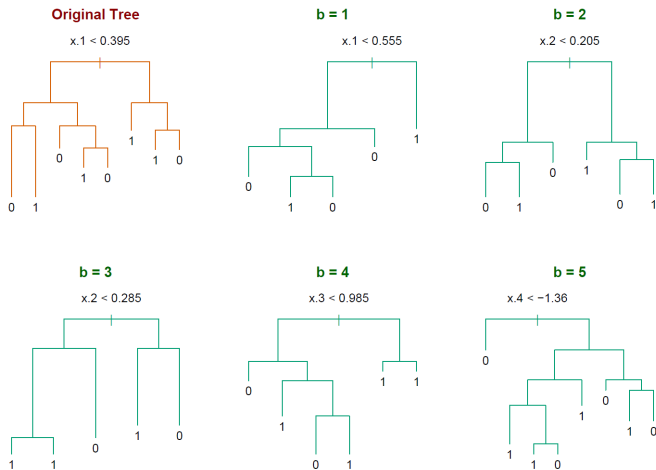 Original Tree
b = 1
b = 2
x.1 < 0.395
x.1 < 0.555
x.2 < 0.205
0 1 0 1 0 1 1 0
0 1 0 0 1
0 1 0 1 0 1
b = 3
b = 4
b = 5
x.2 < 0.285
x.3 < 0.985
x.4 < −1.36
1 1 0 1 0
0 1 0 1 1 1
0 1 1 0 1 0 1 0